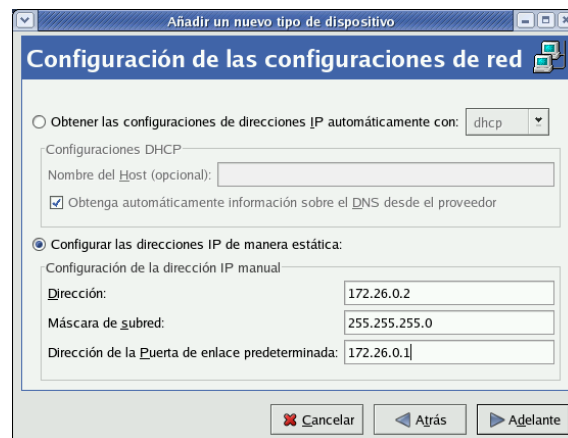 Añadir un nuevo tipo de dispositivo
Configuración de las configuraciones de red
Obtener las configuraciones de direcciones IP automáticamente con: dhcp
Configuraciones DHCP
Nombre del Host (opcional):
Obtenga automáticamente información sobre el DNS desde el proveedor
Configurar las direcciones IP de manera estática:
Configuración de la dirección IP manual
Dirección: 172.26.0.2
Máscara de subred: 255.255.255.0
Dirección de la Puerta de enlace predeterminada: 172.26.0.1
Cancelar Atrás Adelante